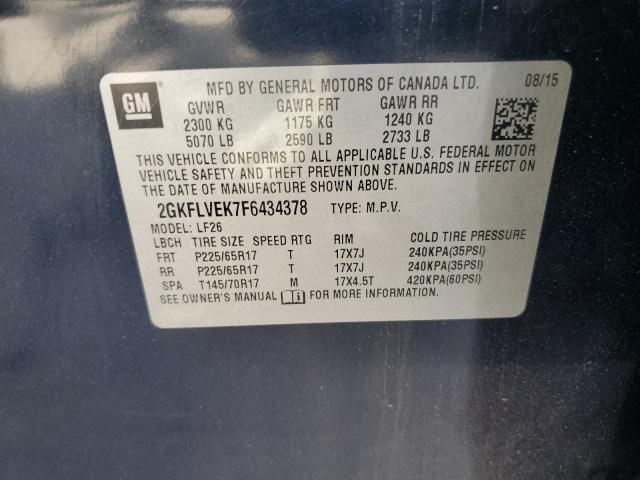 GM
MFD BY GENERAL MOTORS OF CANADA LTD. 08/15
GVWR GAWR FRT GAWR RR
2300 KG 1175 KG 1240 KG
5070 LB 2590 LB 2733 LB
THIS VEHICLE CONFORMS TO ALL APPLICABLE U.S. FEDERAL MOTOR
VEHICLE SAFETY AND THEFT PREVENTION STANDARDS IN EFFECT ON
THE DATE OF MANUFACTURE SHOWN ABOVE.
2GKFLVEK7F6434378 TYPE: M.P.V.
MODEL: LF26
LBCH TIRE SIZE SPEED RTG RIM COLD TIRE PRESSURE
FRT P225/65R17 T 17X7J 240KPA(35PSI)
RR P225/65R17 T 17X7J 240KPA(35PSI)
SPA T145/70R17 M 17X4.5T 420KPA(60PSI)
SEE OWNER'S MANUAL FOR MORE INFORMATION.